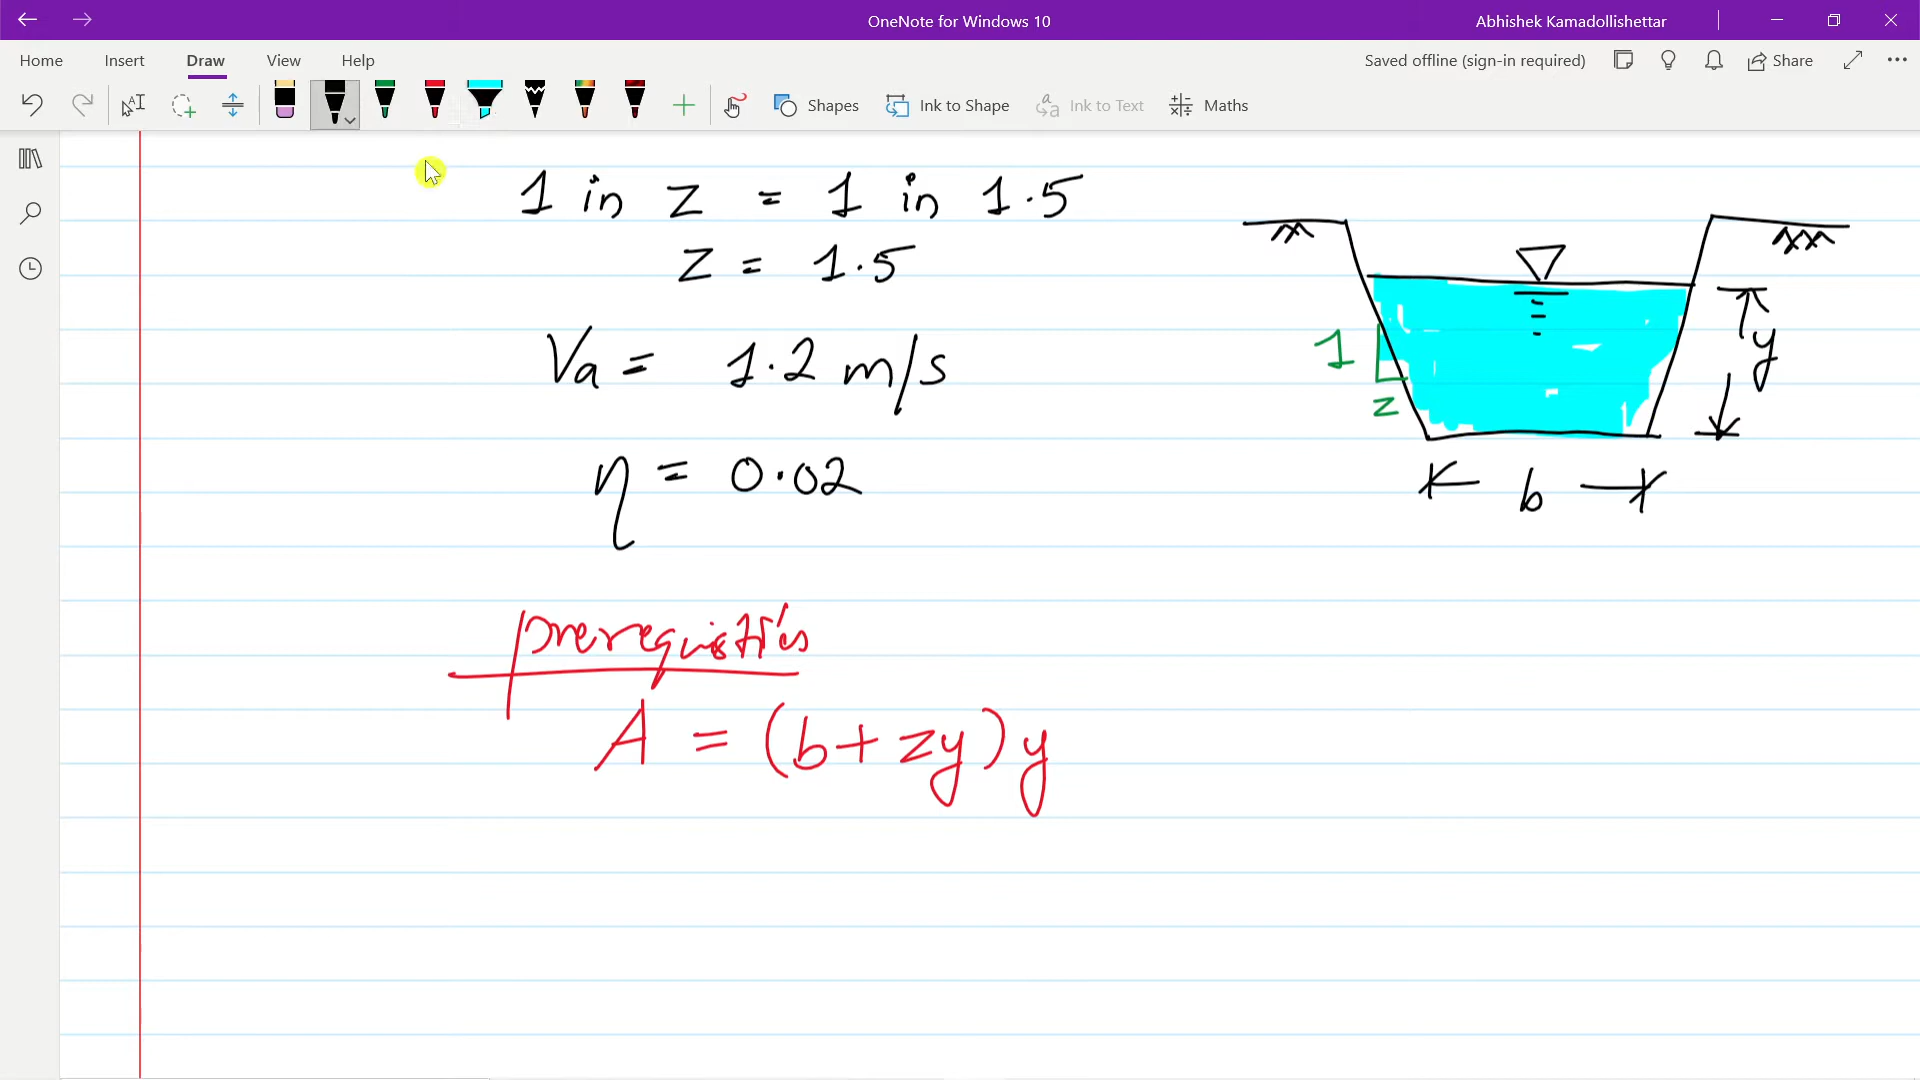 OneNote for Windows 10
Abhishek Kamadollishettar
Home Insert Draw View Help
Saved offline (sign-in required) Share
Shapes Ink to Shape Ink to Text Maths
1 in z = 1 in 1.5
z = 1.5
Va = 1.2 m/s
η = 0.02
A = (b + zy) y
1
z
y
b